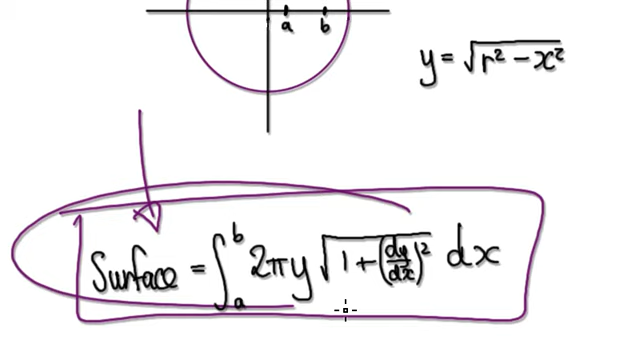 a b
y = √(r² − x²)
Surface = ∫ₐᵇ 2πy √(1 + (dy/dx)²) dx